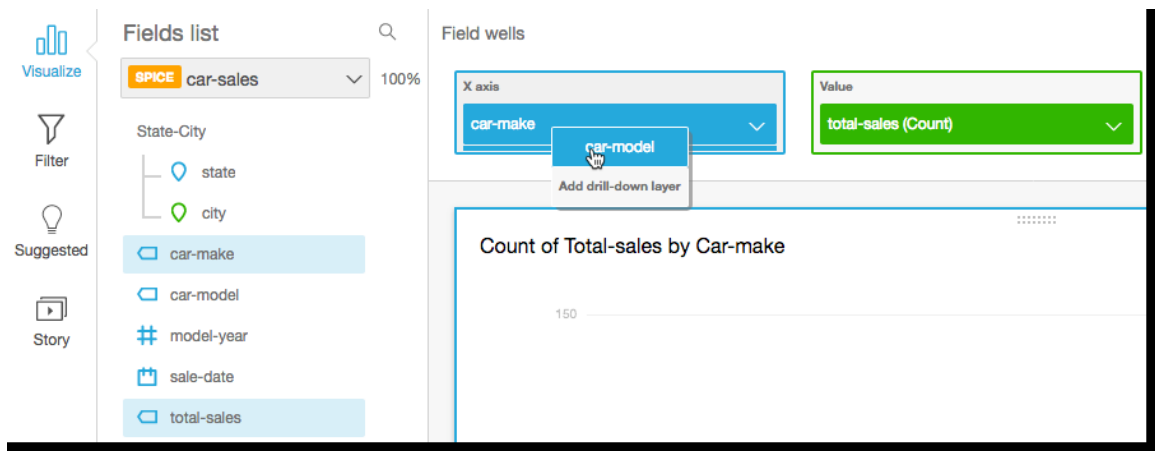 Visualize
Filter
Suggested
Story
Fields list
SPICE car-sales
100%
State-City
state
city
car-make
car-model
model-year
sale-date
total-sales
Field wells
X axis
car-make
car-model
Add drill-down layer
Value
total-sales (Count)
Count of Total-sales by Car-make
150